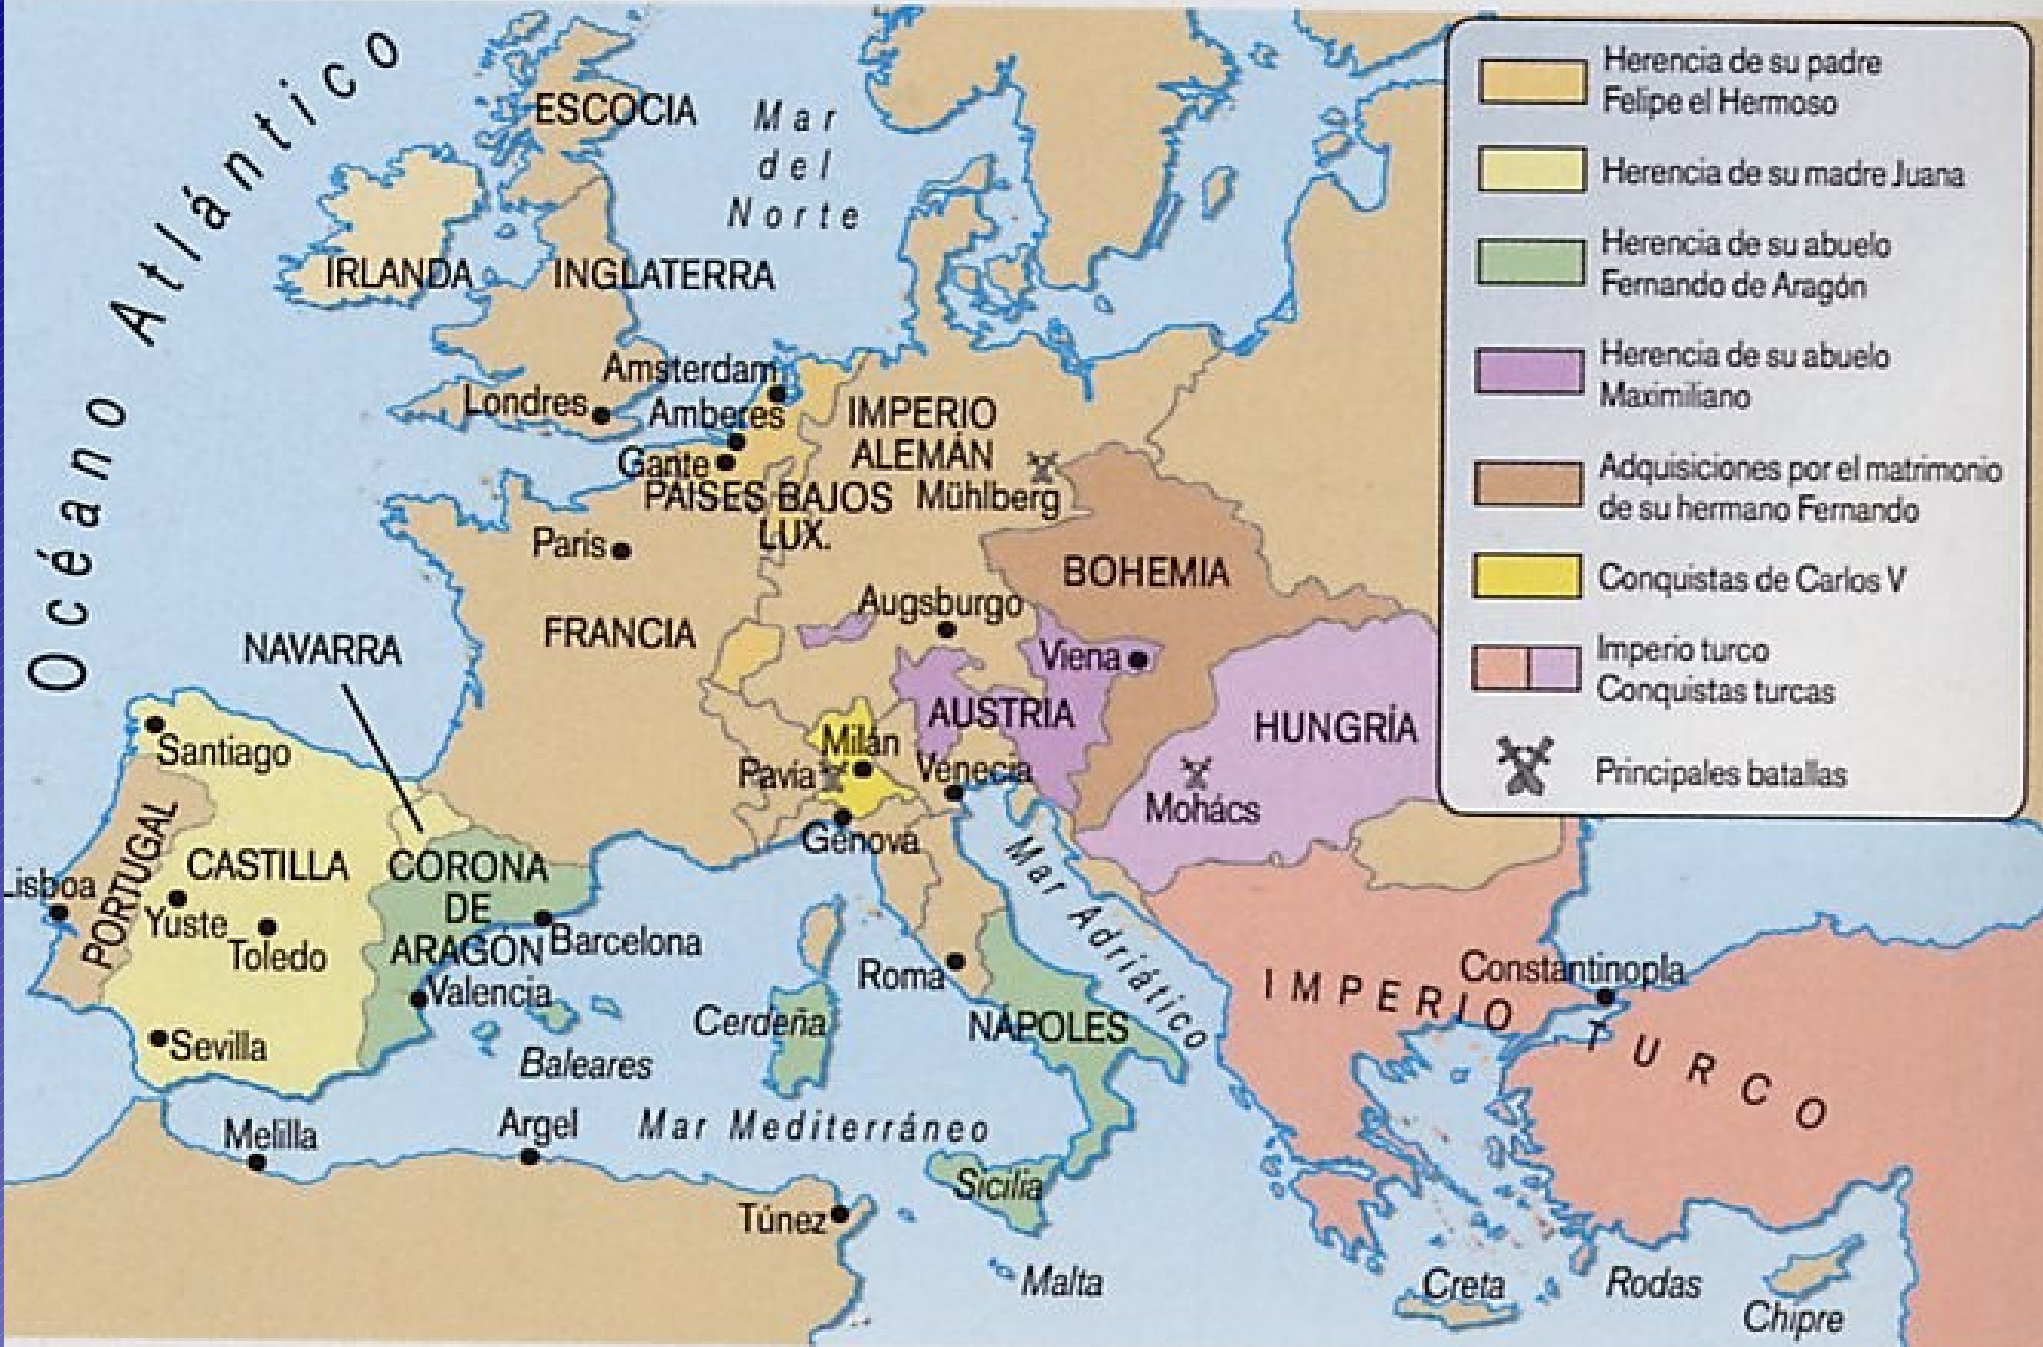 Océano Atlántico
ESCOCIA
Mar
del
Norte
IRLANDA
INGLATERRA
Amsterdam
Londres
Amberes
Gante
IMPERIO
ALEMÁN
PAISES BAJOS
Mühlberg
LUX.
Paris
BOHEMIA
Augsburgo
FRANCIA
NAVARRA
Viena
AUSTRIA
HUNGRÍA
Milán
Pavía
Venecia
Mohács
Génova
Santiago
PORTUGAL
CASTILLA
CORONA
DE
ARAGÓN
Lisboa
Yuste
Toledo
Barcelona
Valencia
Sevilla
Baleares
Cerdeña
Roma
NÁPOLES
Mar Adriático
IMPERIO TURCO
Constantinopla
Melilla
Argel
Mar Mediterráneo
Sicilia
Túnez
Malta
Creta
Rodas
Chipre
Herencia de su padre
Felipe el Hermoso
Herencia de su madre Juana
Herencia de su abuelo
Fernando de Aragón
Herencia de su abuelo
Maximiliano
Adquisiciones por el matrimonio
de su hermano Fernando
Conquistas de Carlos V
Imperio turco
Conquistas turcas
Principales batallas